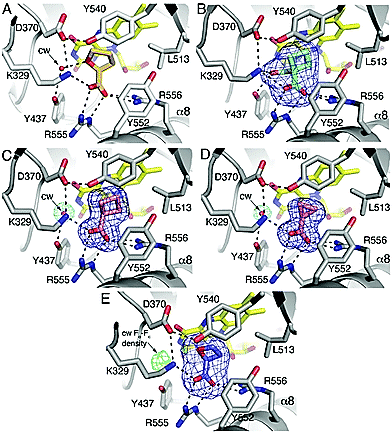 A
Y540
D370
cw
L513
K329
Y437
R556
R555
Y552
α8
B
Y540
D370
L513
K329
Y437
R556
R555
Y552
α8
C
Y540
D370
cw
K329
L513
Y437
R556
R555
Y552
α8
D
Y540
D370
cw
K329
L513
Y437
R556
R555
Y552
α8
E
D370
Y540
density
L513
K329
Y437
R556
R555
Y552
α8